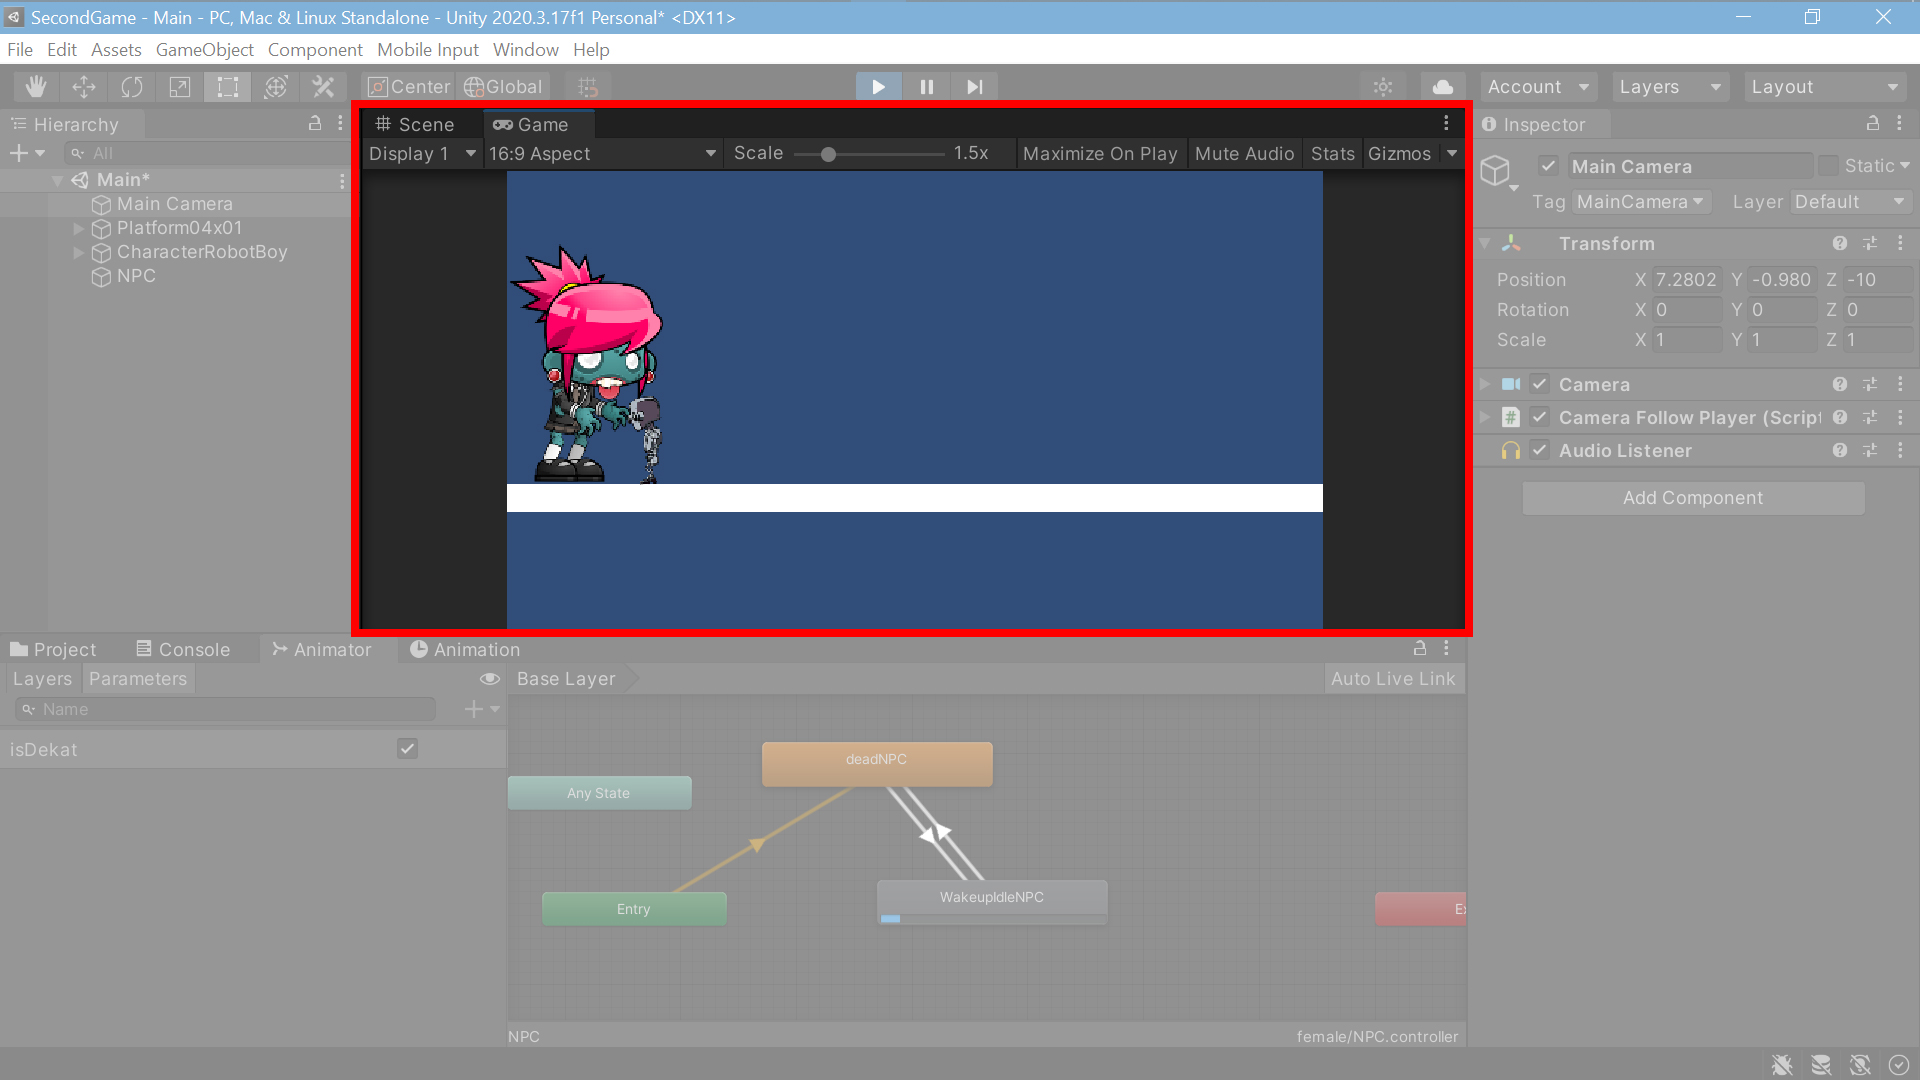 SecondGame - Main - PC, Mac & Linux Standalone - Unity 2020.3.17f1 Personal* <DX11>
File Edit Assets GameObject Component Mobile Input Window Help
Center Global Account Layers Layout
Hierarchy
All
Main*
Main Camera
Platform04x01
CharacterRobotBoy
NPC
Scene Game
Display 1 16:9 Aspect Scale 1.5x Maximize On Play Mute Audio Stats Gizmos
Inspector
Main Camera Static
Tag MainCamera Layer Default
Transform
Position X 7.2802 Y -0.980 Z -10
Rotation X 0 Y 0 Z 0
Scale X 1 Y 1 Z 1
Camera
# Camera Follow Player (Script
Audio Listener
Add Component
Project Console Animator Animation
Layers Parameters Base Layer Auto Live Link
Name
isDekat
deadNPC
Any State
WakeupIdleNPC
Entry
Ex
NPC female/NPC.controller